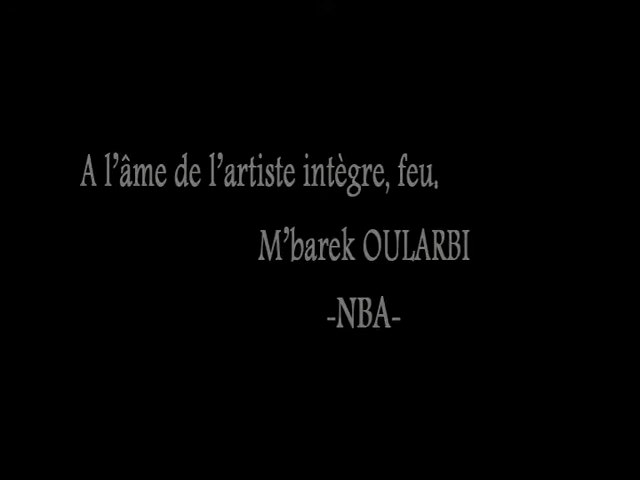 A l'âme de l'artiste intègre, feu.
M'barek OULARBI
-NBA-